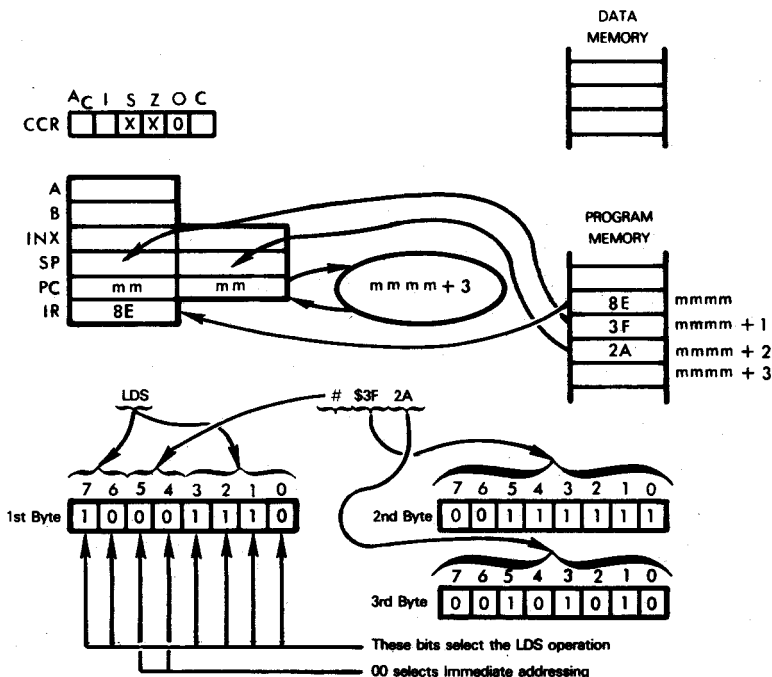 DATA
MEMORY
AC I S Z O C
CCR X X 0
A
B
INX
SP
PC mm mm
IR 8E
mmmm + 3
PROGRAM
MEMORY
8E mmmm
3F mmmm + 1
2A mmmm + 2
mmmm + 3
LDS # $3F 2A
7 6 5 4 3 2 1 0
1st Byte 1 0 0 0 1 1 1 0
7 6 5 4 3 2 1 0
2nd Byte 0 0 1 1 1 1 1 1
7 6 5 4 3 2 1 0
3rd Byte 0 0 1 0 1 0 1 0
These bits select the LDS operation
00 selects immediate addressing